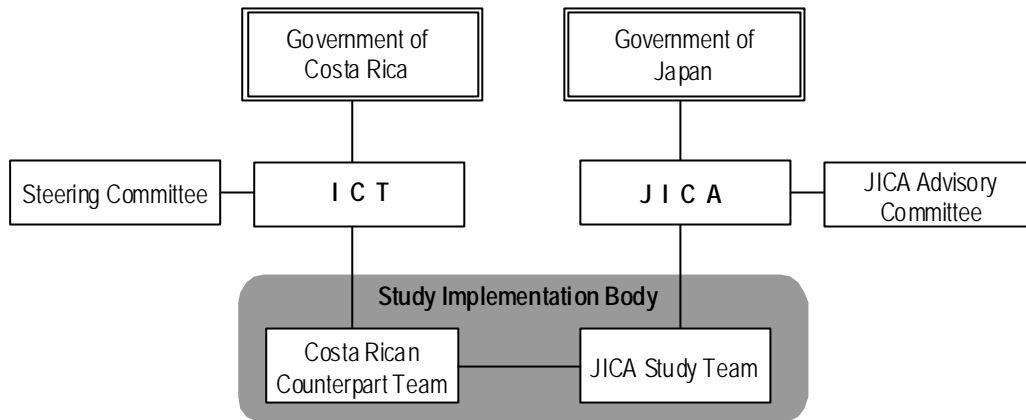 Government of
Costa Rica
Government of
Japan
Steering Committee
I C T
J I C A
JICA Advisory
Committee
Study Implementation Body
Costa Rican
Counterpart Team
JICA Study Team